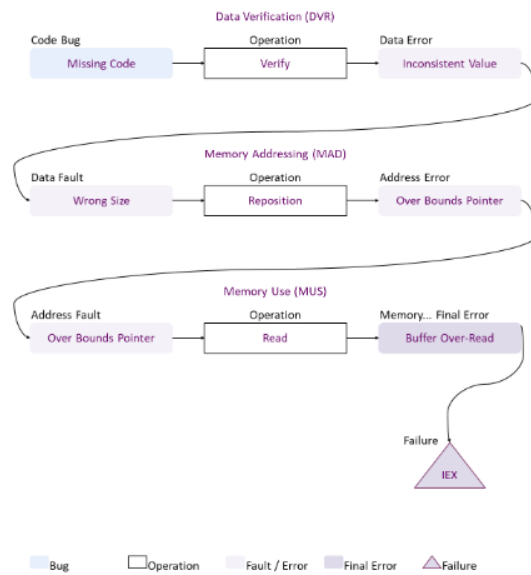 Data Verification (DVR)
Code Bug Operation Data Error
Missing Code Verify Inconsistent Value
Memory Addressing (MAD)
Data Fault Operation Address Error
Wrong Size Reposition Over Bounds Pointer
Memory Use (MUS)
Address Fault Operation Memory... Final Error
Over Bounds Pointer Read Buffer Over-Read
Failure
IEX
Bug Operation Fault / Error Final Error Failure